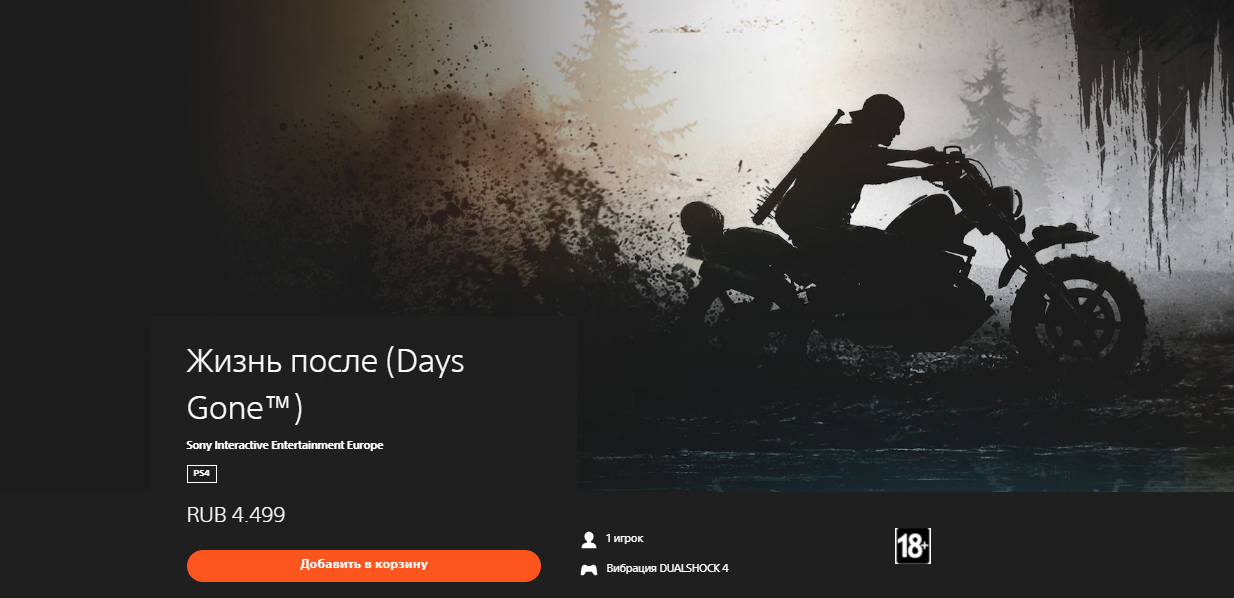 Жизнь после (Days
Gone™)
Sony Interactive Entertainment Europe
PS4
RUB 4.499
Добавить в корзину
1 игрок
Вибрация DUALSHOCK 4
18+